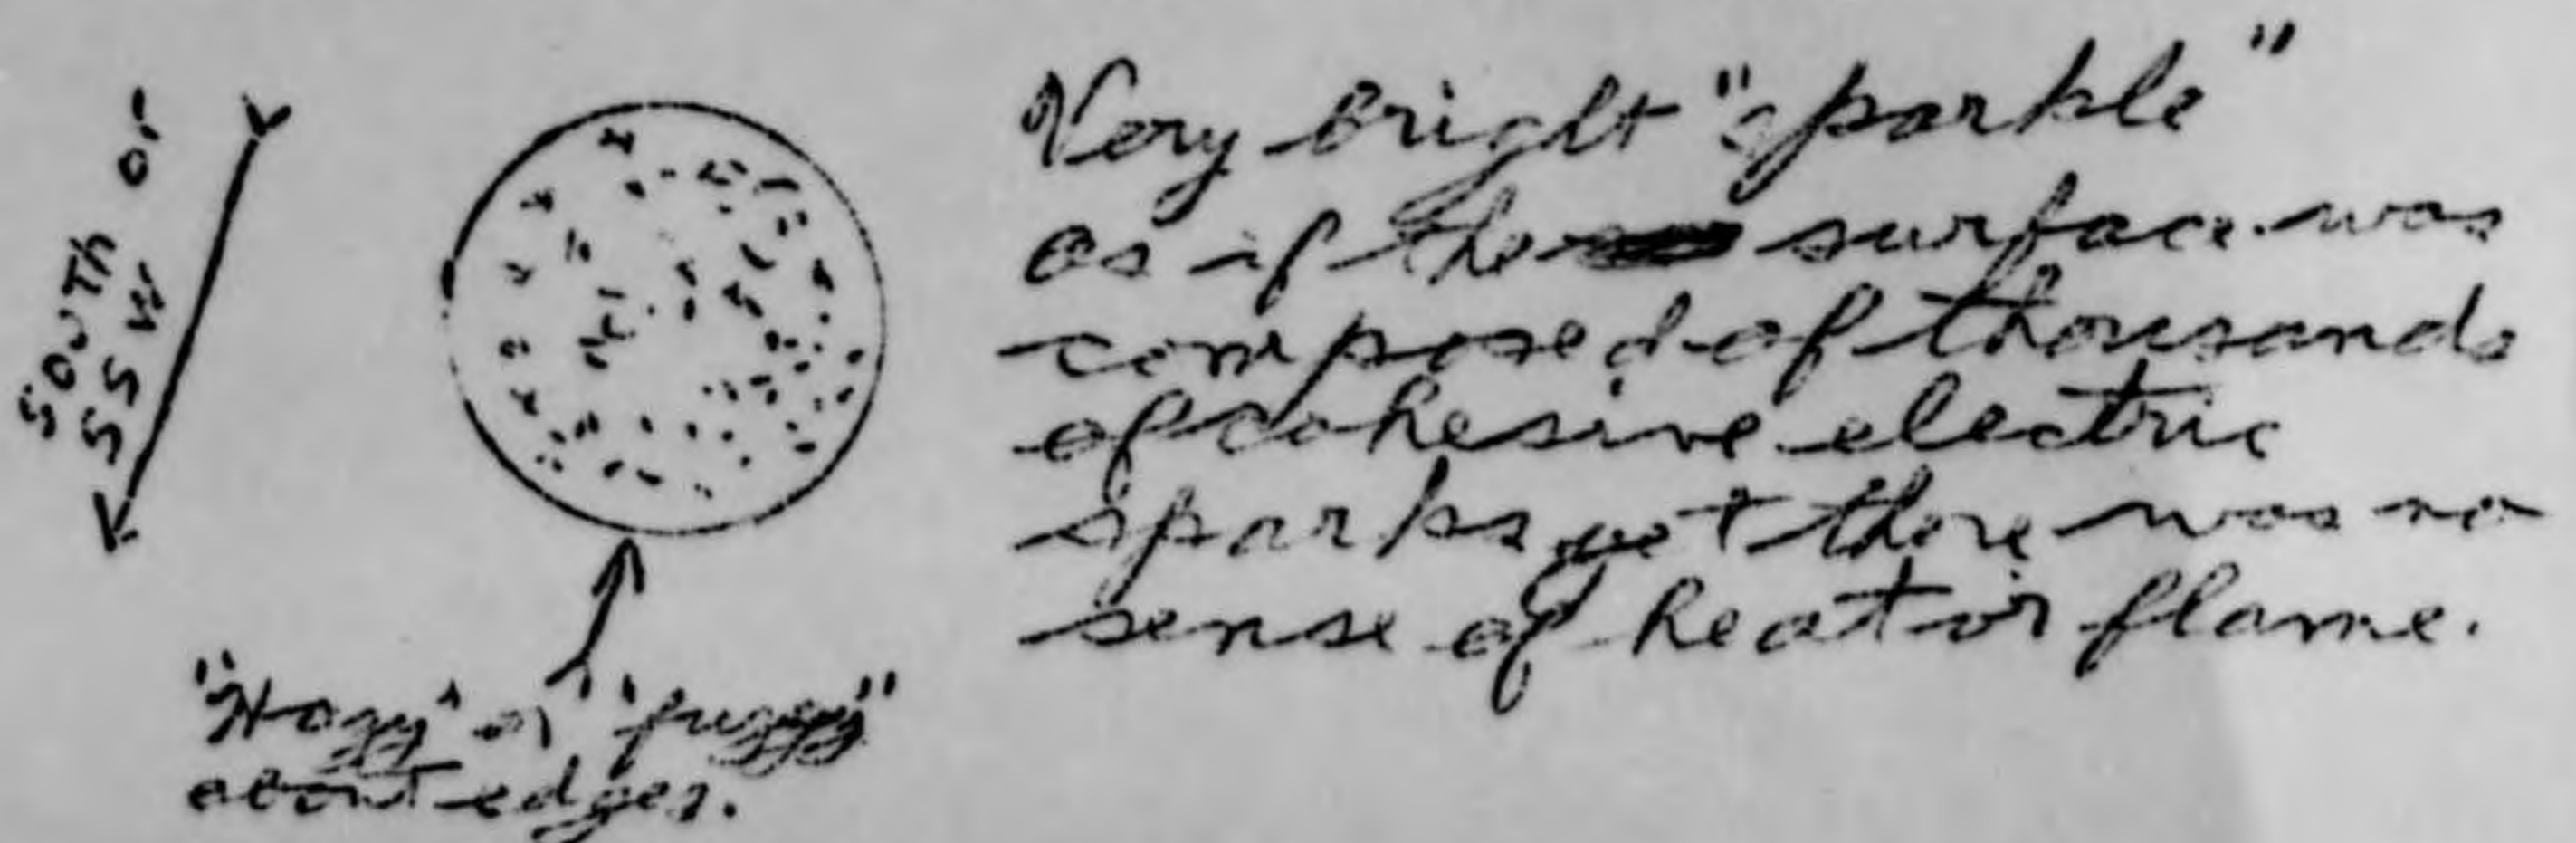 SOUTH or
SSW
Very bright "sparkle"
as if the surface was
composed of thousands
of cohesive electric
sparks yet there was no
sense of heat or flame.
"Hazy" or "fuzzy"
about edges.